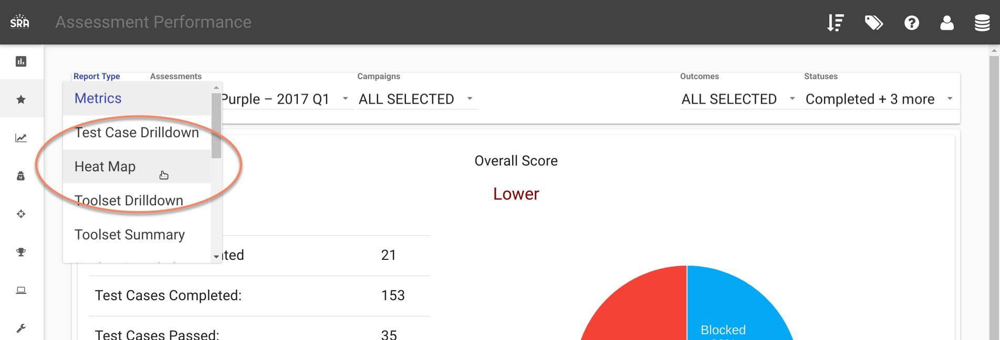 SRA Assessment Performance
Report Type Assessments Campaigns Outcomes Statuses
Metrics Purple – 2017 Q1 ALL SELECTED ALL SELECTED Completed + 3 more
Test Case Drilldown
Heat Map
Toolset Drilldown
Toolset Summary
Overall Score
Lower
21
Test Cases Completed: 153
Test Cases Passed: 35
Blocked